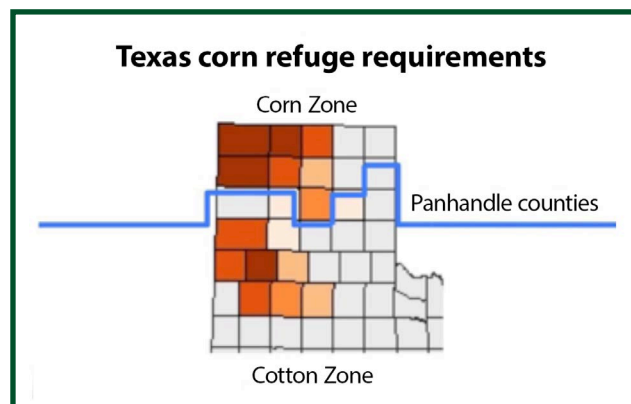 Texas corn refuge requirements
Corn Zone
Panhandle counties
Cotton Zone